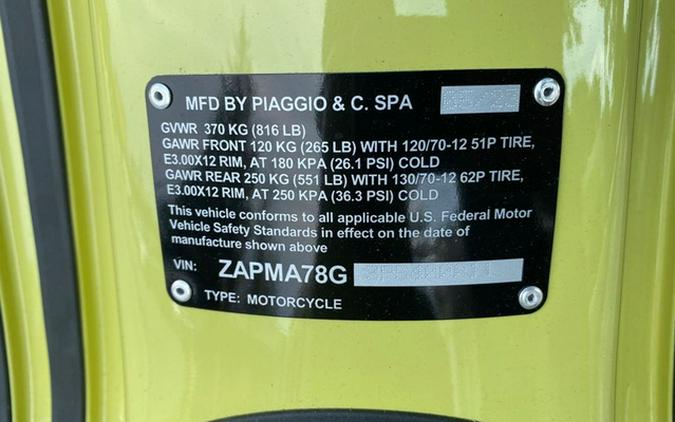 MFD BY PIAGGIO & C. SPA
GVWR 370 KG (816 LB)
GAWR FRONT 120 KG (265 LB) WITH 120/70-12 51P TIRE,
E3.00X12 RIM, AT 180 KPA (26.1 PSI) COLD
GAWR REAR 250 KG (551 LB) WITH 130/70-12 62P TIRE,
E3.00X12 RIM, AT 250 KPA (36.3 PSI) COLD
This vehicle conforms to all applicable U.S. Federal Motor
Vehicle Safety Standards in effect on the date of
manufacture shown above
VIN: ZAPMA78G
TYPE: MOTORCYCLE